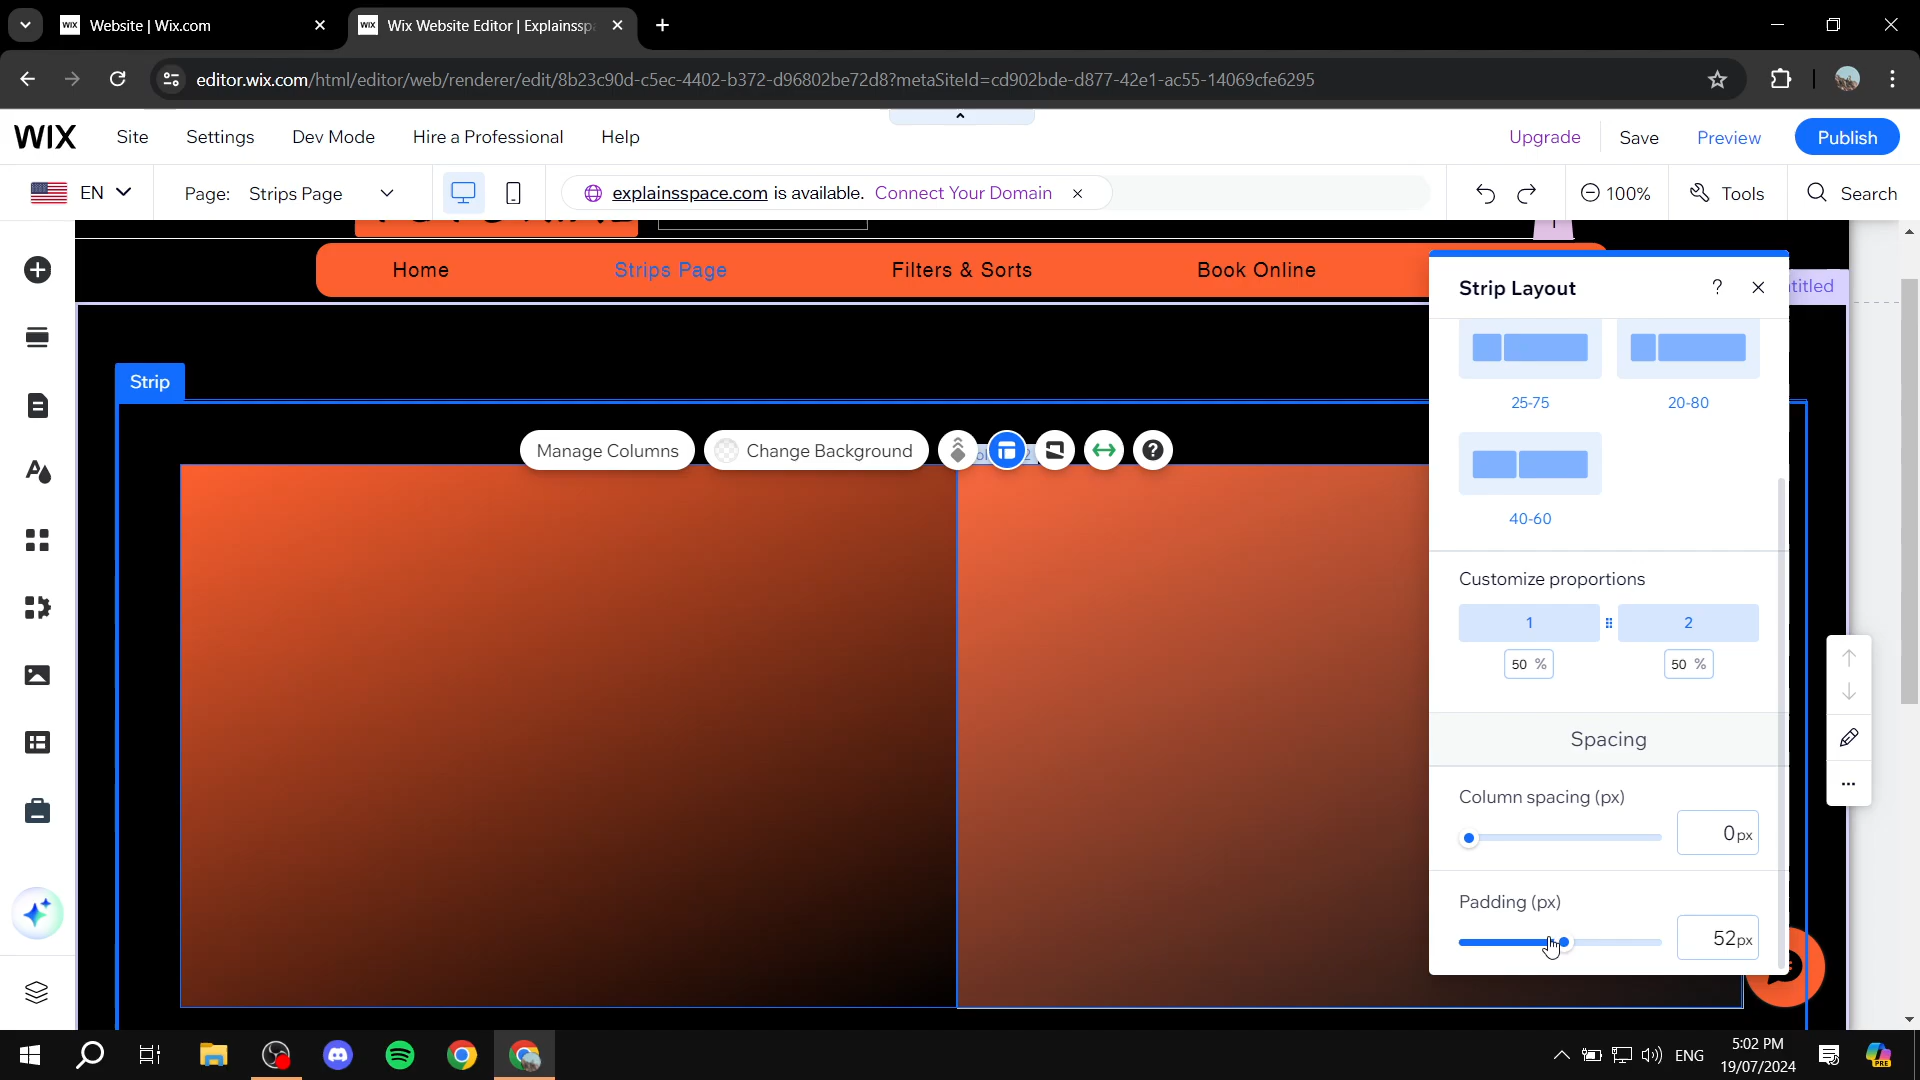 WIX Website | Wix.com
WIX Wix Website Editor | Explainssp
editor.wix.com/html/editor/web/renderer/edit/8b23c90d-c5ec-4402-b372-d96802be72d8?metaSiteId=cd902bde-d877-42e1-ac55-14069cfe6295
WIX Site Settings Dev Mode Hire a Professional Help Upgrade Save Preview Publish
EN Page: Strips Page explainsspace.com is available. Connect Your Domain 100% Tools Search
Home Strips Page Filters & Sorts Book Online
Strip Layout ?
titled
25-75 20-80
Strip
Manage Columns Change Background ?
40-60
Customize proportions
1 2
50 % 50 %
Spacing
Column spacing (px)
0px
Padding (px)
52px
ENG 5:02 PM
19/07/2024
PRE